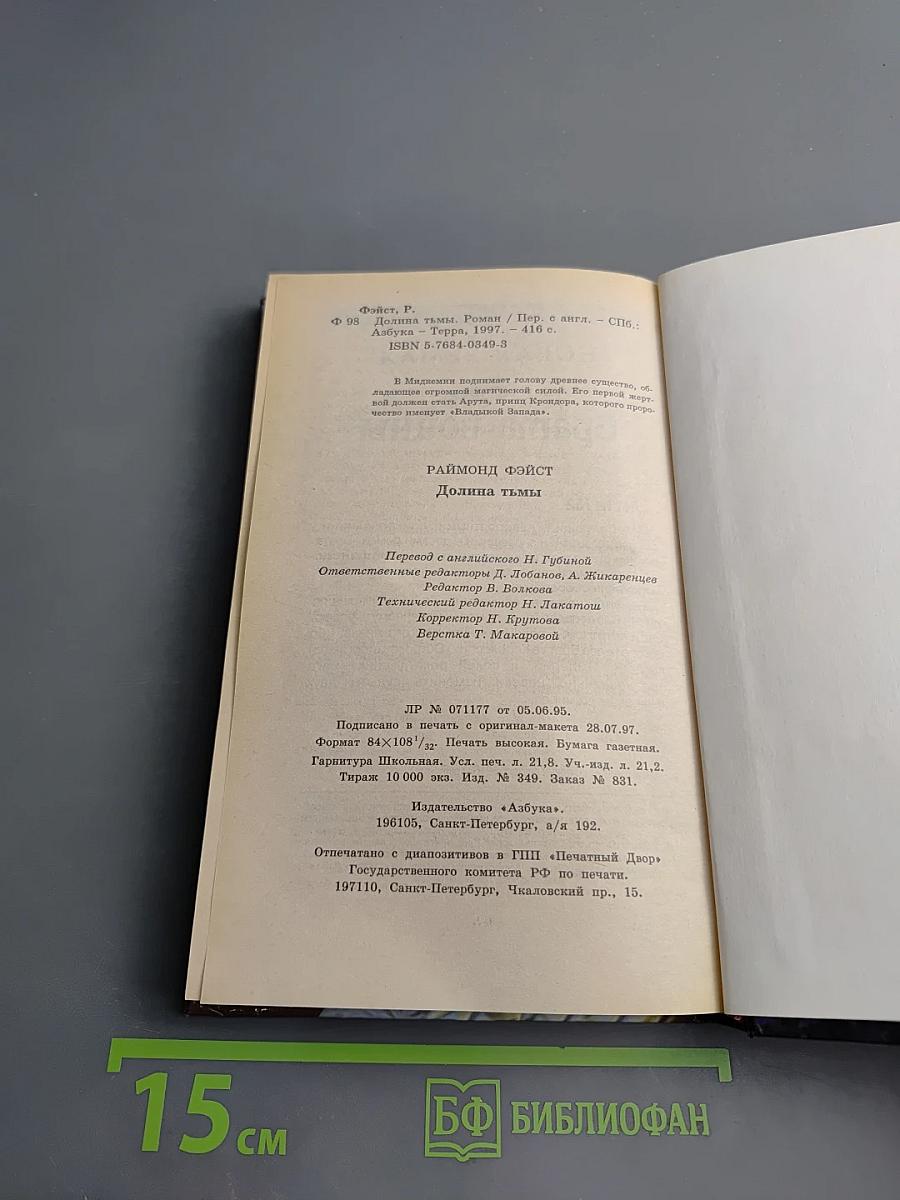 Фэйст, Р.
Ф 98 Долина тьмы. Роман / Пер. с англ. – СПб.:
Азбука – Терра, 1997. – 416 с.
ISBN 5-7684-0349-3
В Мидкемии поднимает голову древнее существо, об-
ладающее огромной магической силой. Его первой жерт-
вой должен стать Арута, принц Крондора, которого проро-
чество именует «Владыкой Запада».
РАЙМОНД ФЭЙСТ
Долина тьмы
Перевод с английского Н. Губиной
Ответственные редакторы Д. Лобанов, А. Жикаренцев
Редактор В. Волкова
Технический редактор Н. Лакатош
Корректор Н. Крутова
Верстка Т. Макаровой
ЛР № 071177 от 05.06.95.
Подписано в печать с оригинал-макета 28.07.97.
Формат 84×108 1/32. Печать высокая. Бумага газетная.
Гарнитура Школьная. Усл. печ. л. 21,8. Уч.-изд. л. 21,2.
Тираж 10 000 экз. Изд. № 349. Заказ № 831.
Издательство «Азбука».
196105, Санкт-Петербург, а/я 192.
Отпечатано с диапозитивов в ГПП «Печатный Двор»
Государственного комитета РФ по печати.
197110, Санкт-Петербург, Чкаловский пр., 15.
15 см
БФ БИБЛИОФАН